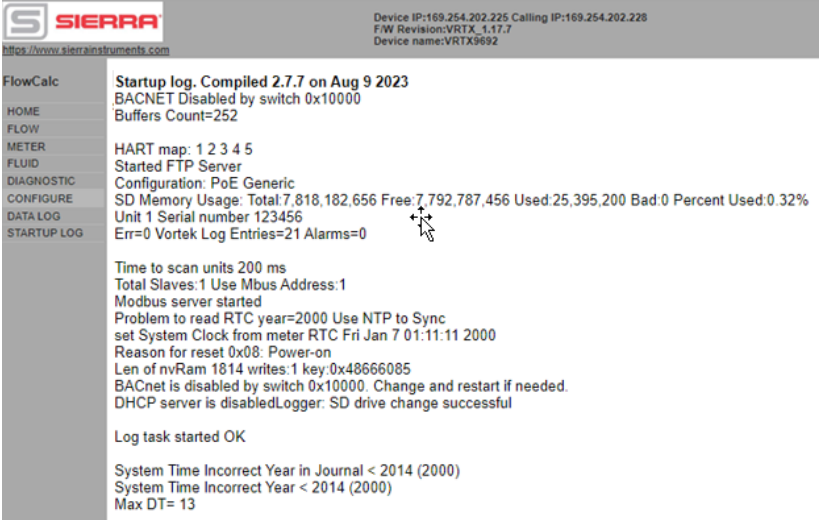 SIERRA
https://www.sierrainstruments.com
Device IP:169.254.202.225 Calling IP:169.254.202.228
F/W Revision:VRTX_1.17.7
Device name:VRTX9692
FlowCalc
HOME
FLOW
METER
FLUID
DIAGNOSTIC
CONFIGURE
DATA LOG
STARTUP LOG
Startup log. Compiled 2.7.7 on Aug 9 2023
BACNET Disabled by switch 0x10000
Buffers Count=252
HART map: 1 2 3 4 5
Started FTP Server
Configuration: PoE Generic
SD Memory Usage: Total:7,818,182,656 Free:7,792,787,456 Used:25,395,200 Bad:0 Percent Used:0.32%
Unit 1 Serial number 123456
Err=0 Vortek Log Entries=21 Alarms=0
Time to scan units 200 ms
Total Slaves:1 Use Mbus Address:1
Modbus server started
Problem to read RTC year=2000 Use NTP to Sync
set System Clock from meter RTC Fri Jan 7 01:11:11 2000
Reason for reset 0x08: Power-on
Len of nvRam 1814 writes:1 key:0x48666085
BACnet is disabled by switch 0x10000. Change and restart if needed.
DHCP server is disabledLogger: SD drive change successful
Log task started OK
System Time Incorrect Year in Journal < 2014 (2000)
System Time Incorrect Year < 2014 (2000)
Max DT= 13